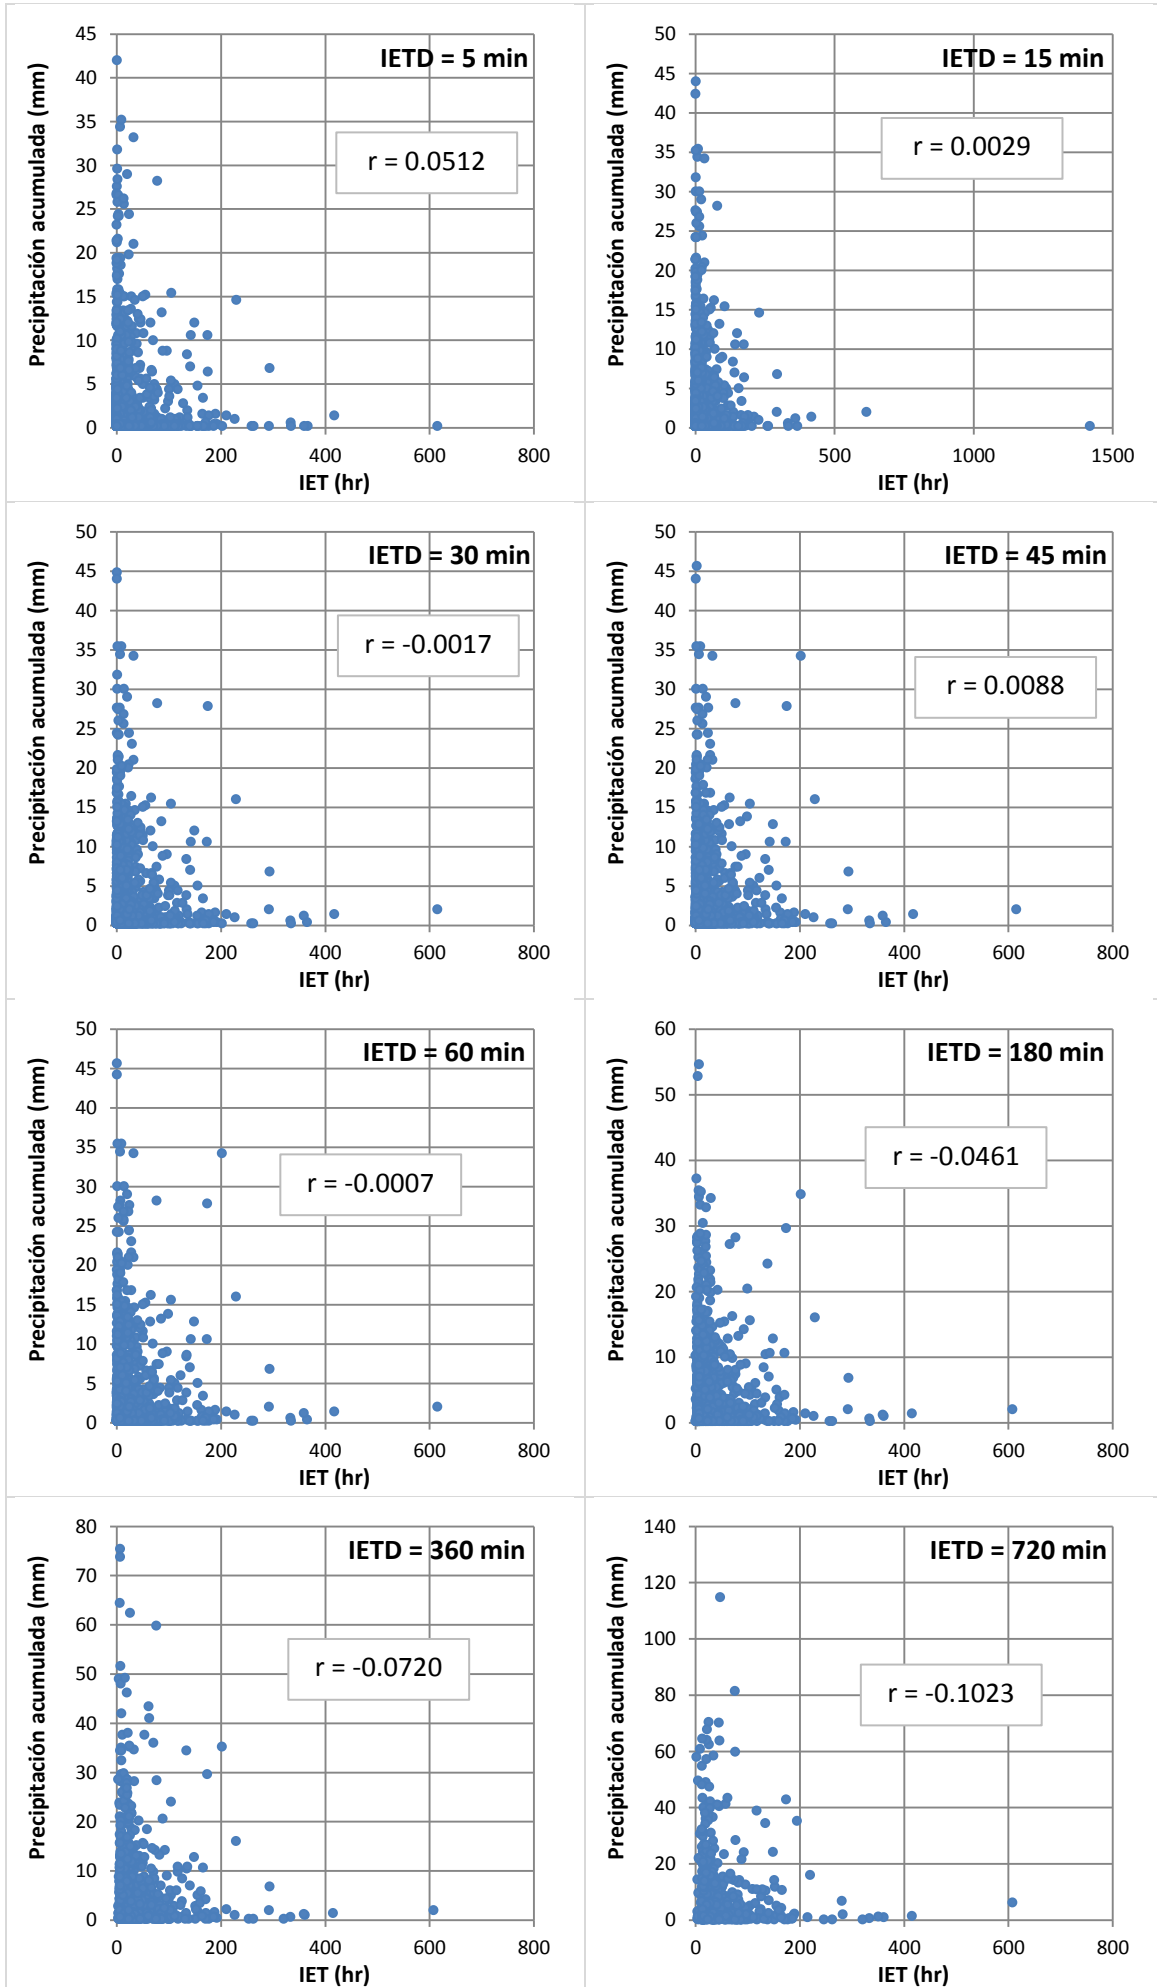 IETD = 5 min
r = 0.0512
Precipitación acumulada (mm)
45
40
35
30
25
20
15
10
5
0
0 200 400 600 800
IET (hr)
IETD = 15 min
r = 0.0029
Precipitación acumulada (mm)
50
45
40
35
30
25
20
15
10
5
0
0 500 1000 1500
IET (hr)
IETD = 30 min
r = -0.0017
Precipitación acumulada (mm)
50
45
40
35
30
25
20
15
10
5
0
0 200 400 600 800
IET (hr)
IETD = 45 min
r = 0.0088
Precipitación acumulada (mm)
50
45
40
35
30
25
20
15
10
5
0
0 200 400 600 800
IET (hr)
IETD = 60 min
r = -0.0007
Precipitación acumulada (mm)
50
45
40
35
30
25
20
15
10
5
0
0 200 400 600 800
IET (hr)
IETD = 180 min
r = -0.0461
Precipitación acumulada (mm)
60
50
40
30
20
10
0
0 200 400 600 800
IET (hr)
IETD = 360 min
r = -0.0720
Precipitación acumulada (mm)
80
70
60
50
40
30
20
10
0
0 200 400 600 800
IET (hr)
IETD = 720 min
r = -0.1023
Precipitación acumulada (mm)
140
120
100
80
60
40
20
0
0 200 400 600 800
IET (hr)